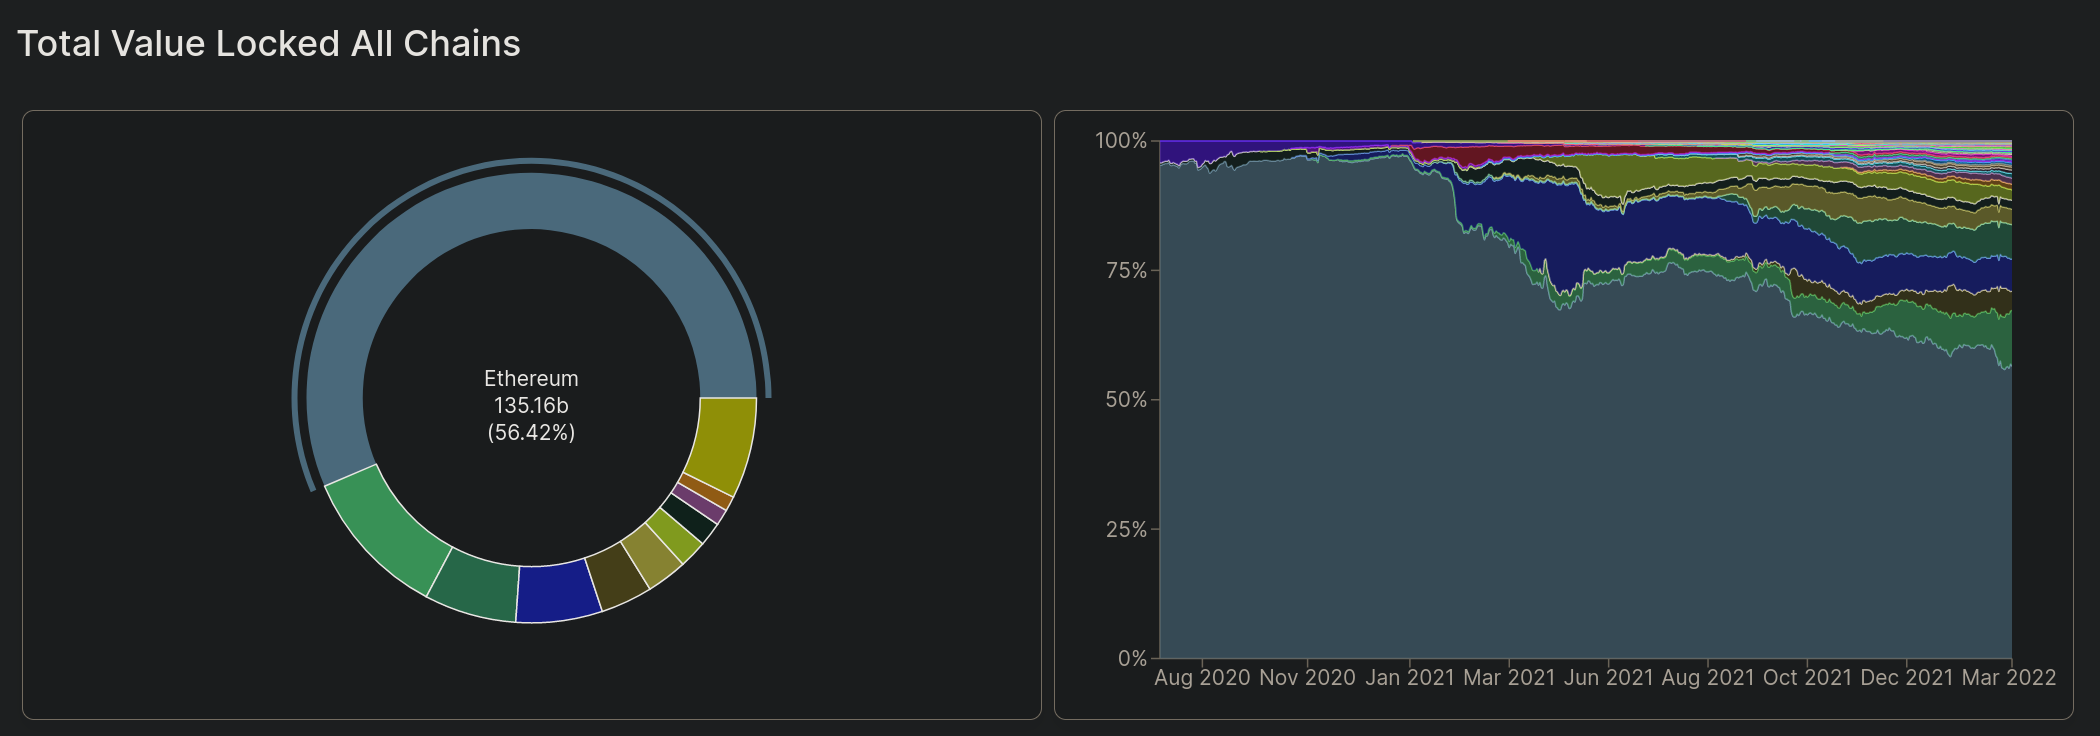 Total Value Locked All Chains
Ethereum
135.16b
(56.42%)
100%
75%
50%
25%
0%
Aug 2020 Nov 2020 Jan 2021 Mar 2021 Jun 2021 Aug 2021 Oct 2021 Dec 2021 Mar 2022